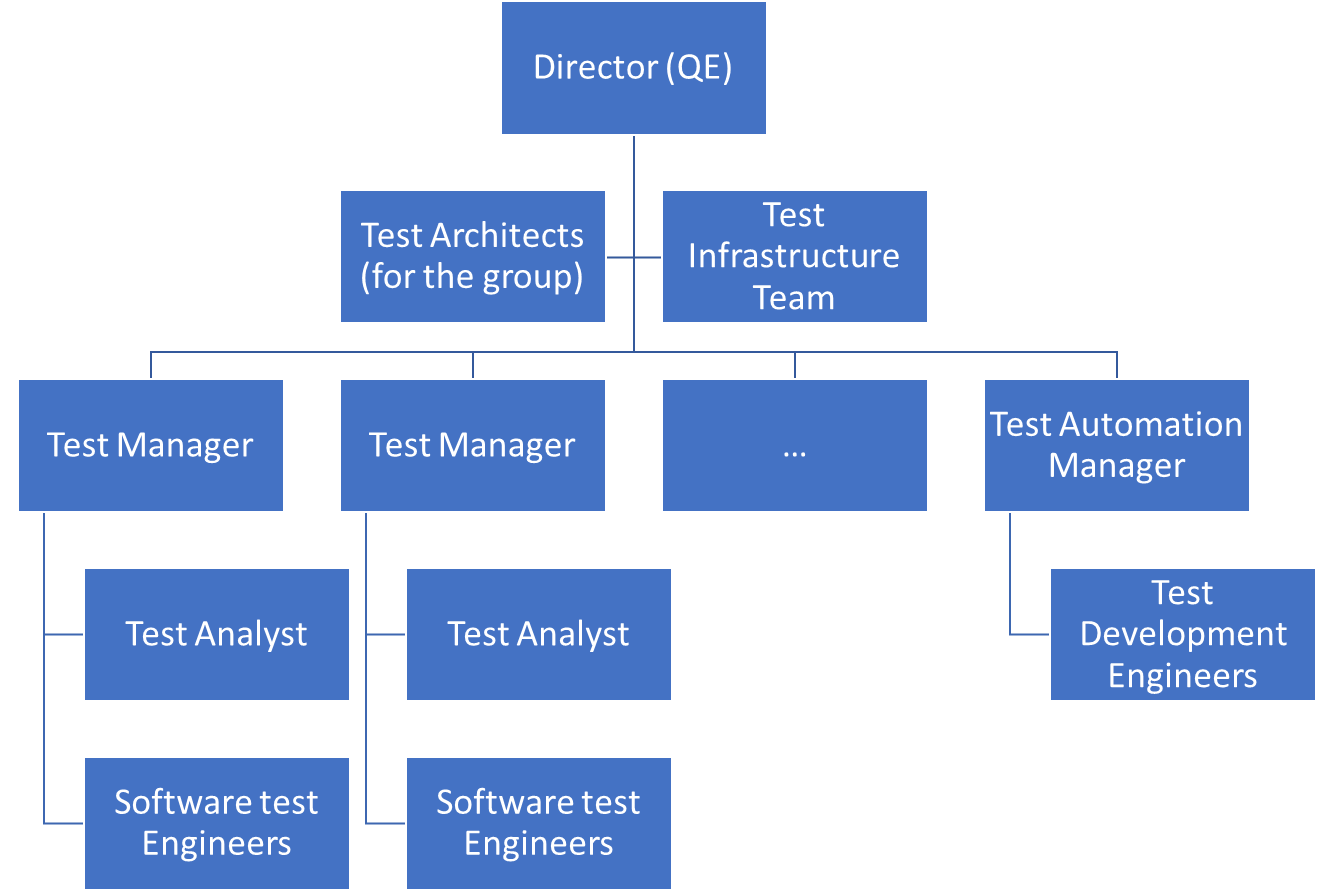 Director (QE)
Test Architects
(for the group)
Test
Infrastructure
Team
Test Manager
Test Manager
...
Test Automation
Manager
Test Analyst
Test Analyst
Test
Development
Engineers
Software test
Engineers
Software test
Engineers